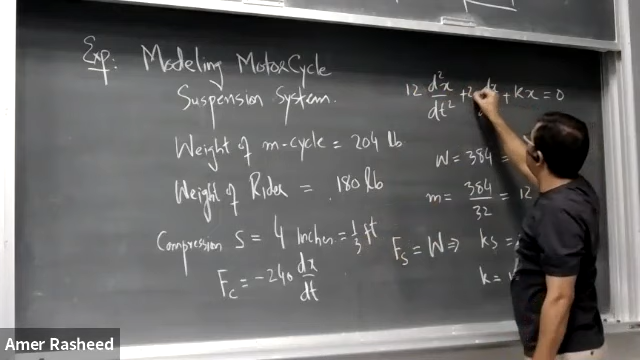 Exp: Modeling MotorCycle
Suspension System.
Weight of m-cycle = 204 lb
Weight of Rider = 180 lb
Compression S = 4 Inches = 1/3 ft
F_c = -240 dx/dt
12 d²x/dt² + 2 dx + kx = 0
W = 384 =
m = 384/32 = 12
F_s = W ⇒ ks =
k =
Amer Rasheed